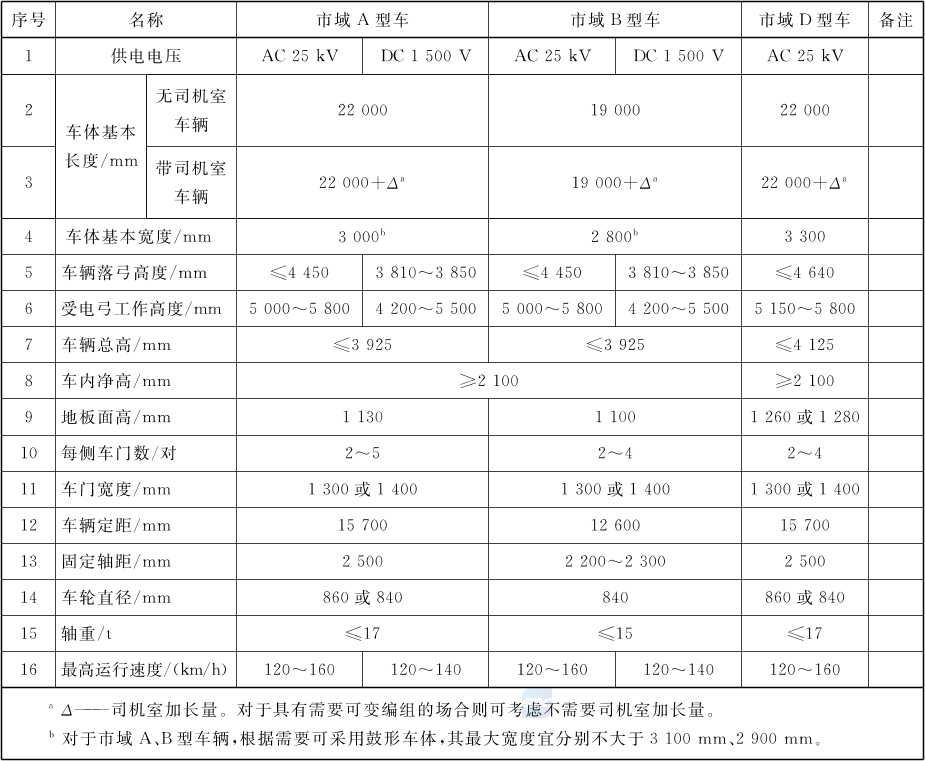 序号 名称 市域 A 型车 市域 B 型车 市域 D 型车 备注
1 供电电压 AC 25 kV DC 1 500 V AC 25 kV DC 1 500 V AC 25 kV
2 车体基本长度/mm 无司机室车辆 22 000 19 000 22 000
3 带司机室车辆 22 000+Δᵃ 19 000+Δᵃ 22 000+Δᵃ
4 车体基本宽度/mm 3 000ᵇ 2 800ᵇ 3 300
5 车辆落弓高度/mm ≤4 450 3 810～3 850 ≤4 450 3 810～3 850 ≤4 640
6 受电弓工作高度/mm 5 000～5 800 4 200～5 500 5 000～5 800 4 200～5 500 5 150～5 800
7 车辆总高/mm ≤3 925 ≤3 925 ≤4 125
8 车内净高/mm ≥2 100 ≥2 100
9 地板面高/mm 1 130 1 100 1 260 或 1 280
10 每侧车门数/对 2～5 2～4 2～4
11 车门宽度/mm 1 300 或 1 400 1 300 或 1 400 1 300 或 1 400
12 车辆定距/mm 15 700 12 600 15 700
13 固定轴距/mm 2 500 2 200～2 300 2 500
14 车轮直径/mm 860 或 840 840 860 或 840
15 轴重/t ≤17 ≤15 ≤17
16 最高运行速度/(km/h) 120～160 120～140 120～160 120～140 120～160
ᵃ Δ——司机室加长量。对于具有需要可变编组的场合则可考虑不需要司机室加长量。
ᵇ 对于市域 A、B型车辆,根据需要可采用鼓形车体,其最大宽度宜分别不大于 3 100 mm、2 900 mm。